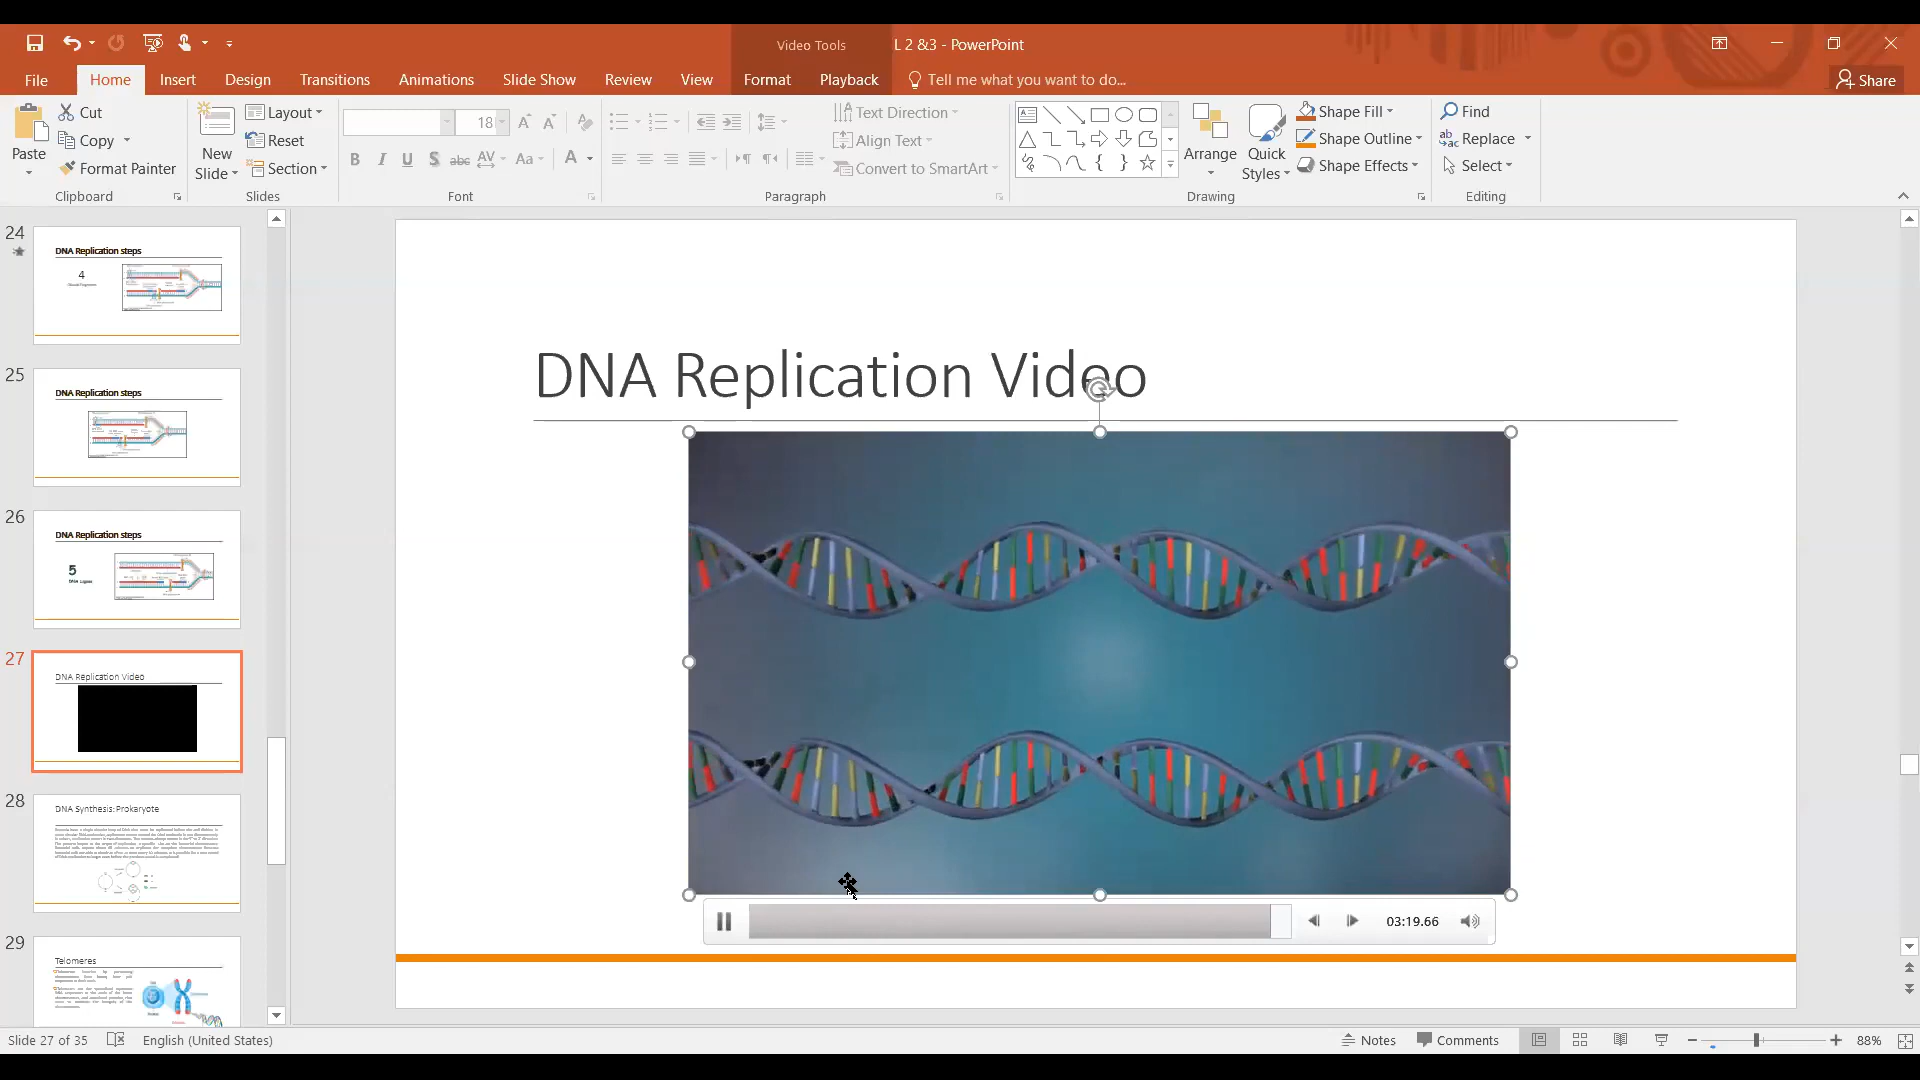 Video Tools
L 2 &3 - PowerPoint
File
Home
Insert
Design
Transitions
Animations
Slide Show
Review
View
Format
Playback
Tell me what you want to do...
Share
Paste
Cut
Copy
Format Painter
Clipboard
New
Slide
Layout
Reset
Section
Slides
18
B I U S abc AV Aa A
Font
Text Direction
Align Text
Convert to SmartArt
Paragraph
Arrange
Quick
Styles
Shape Fill
Shape Outline
Shape Effects
Drawing
Find
Replace
Select
Editing
24
DNA Replication steps
4
25
DNA Replication steps
26
DNA Replication steps
5
DNA Ligase
27
DNA Replication Video
28
DNA Synthesis: Prokaryote
29
Telomeres
DNA Replication Video
03:19.66
Slide 27 of 35
English (United States)
Notes
Comments
88%